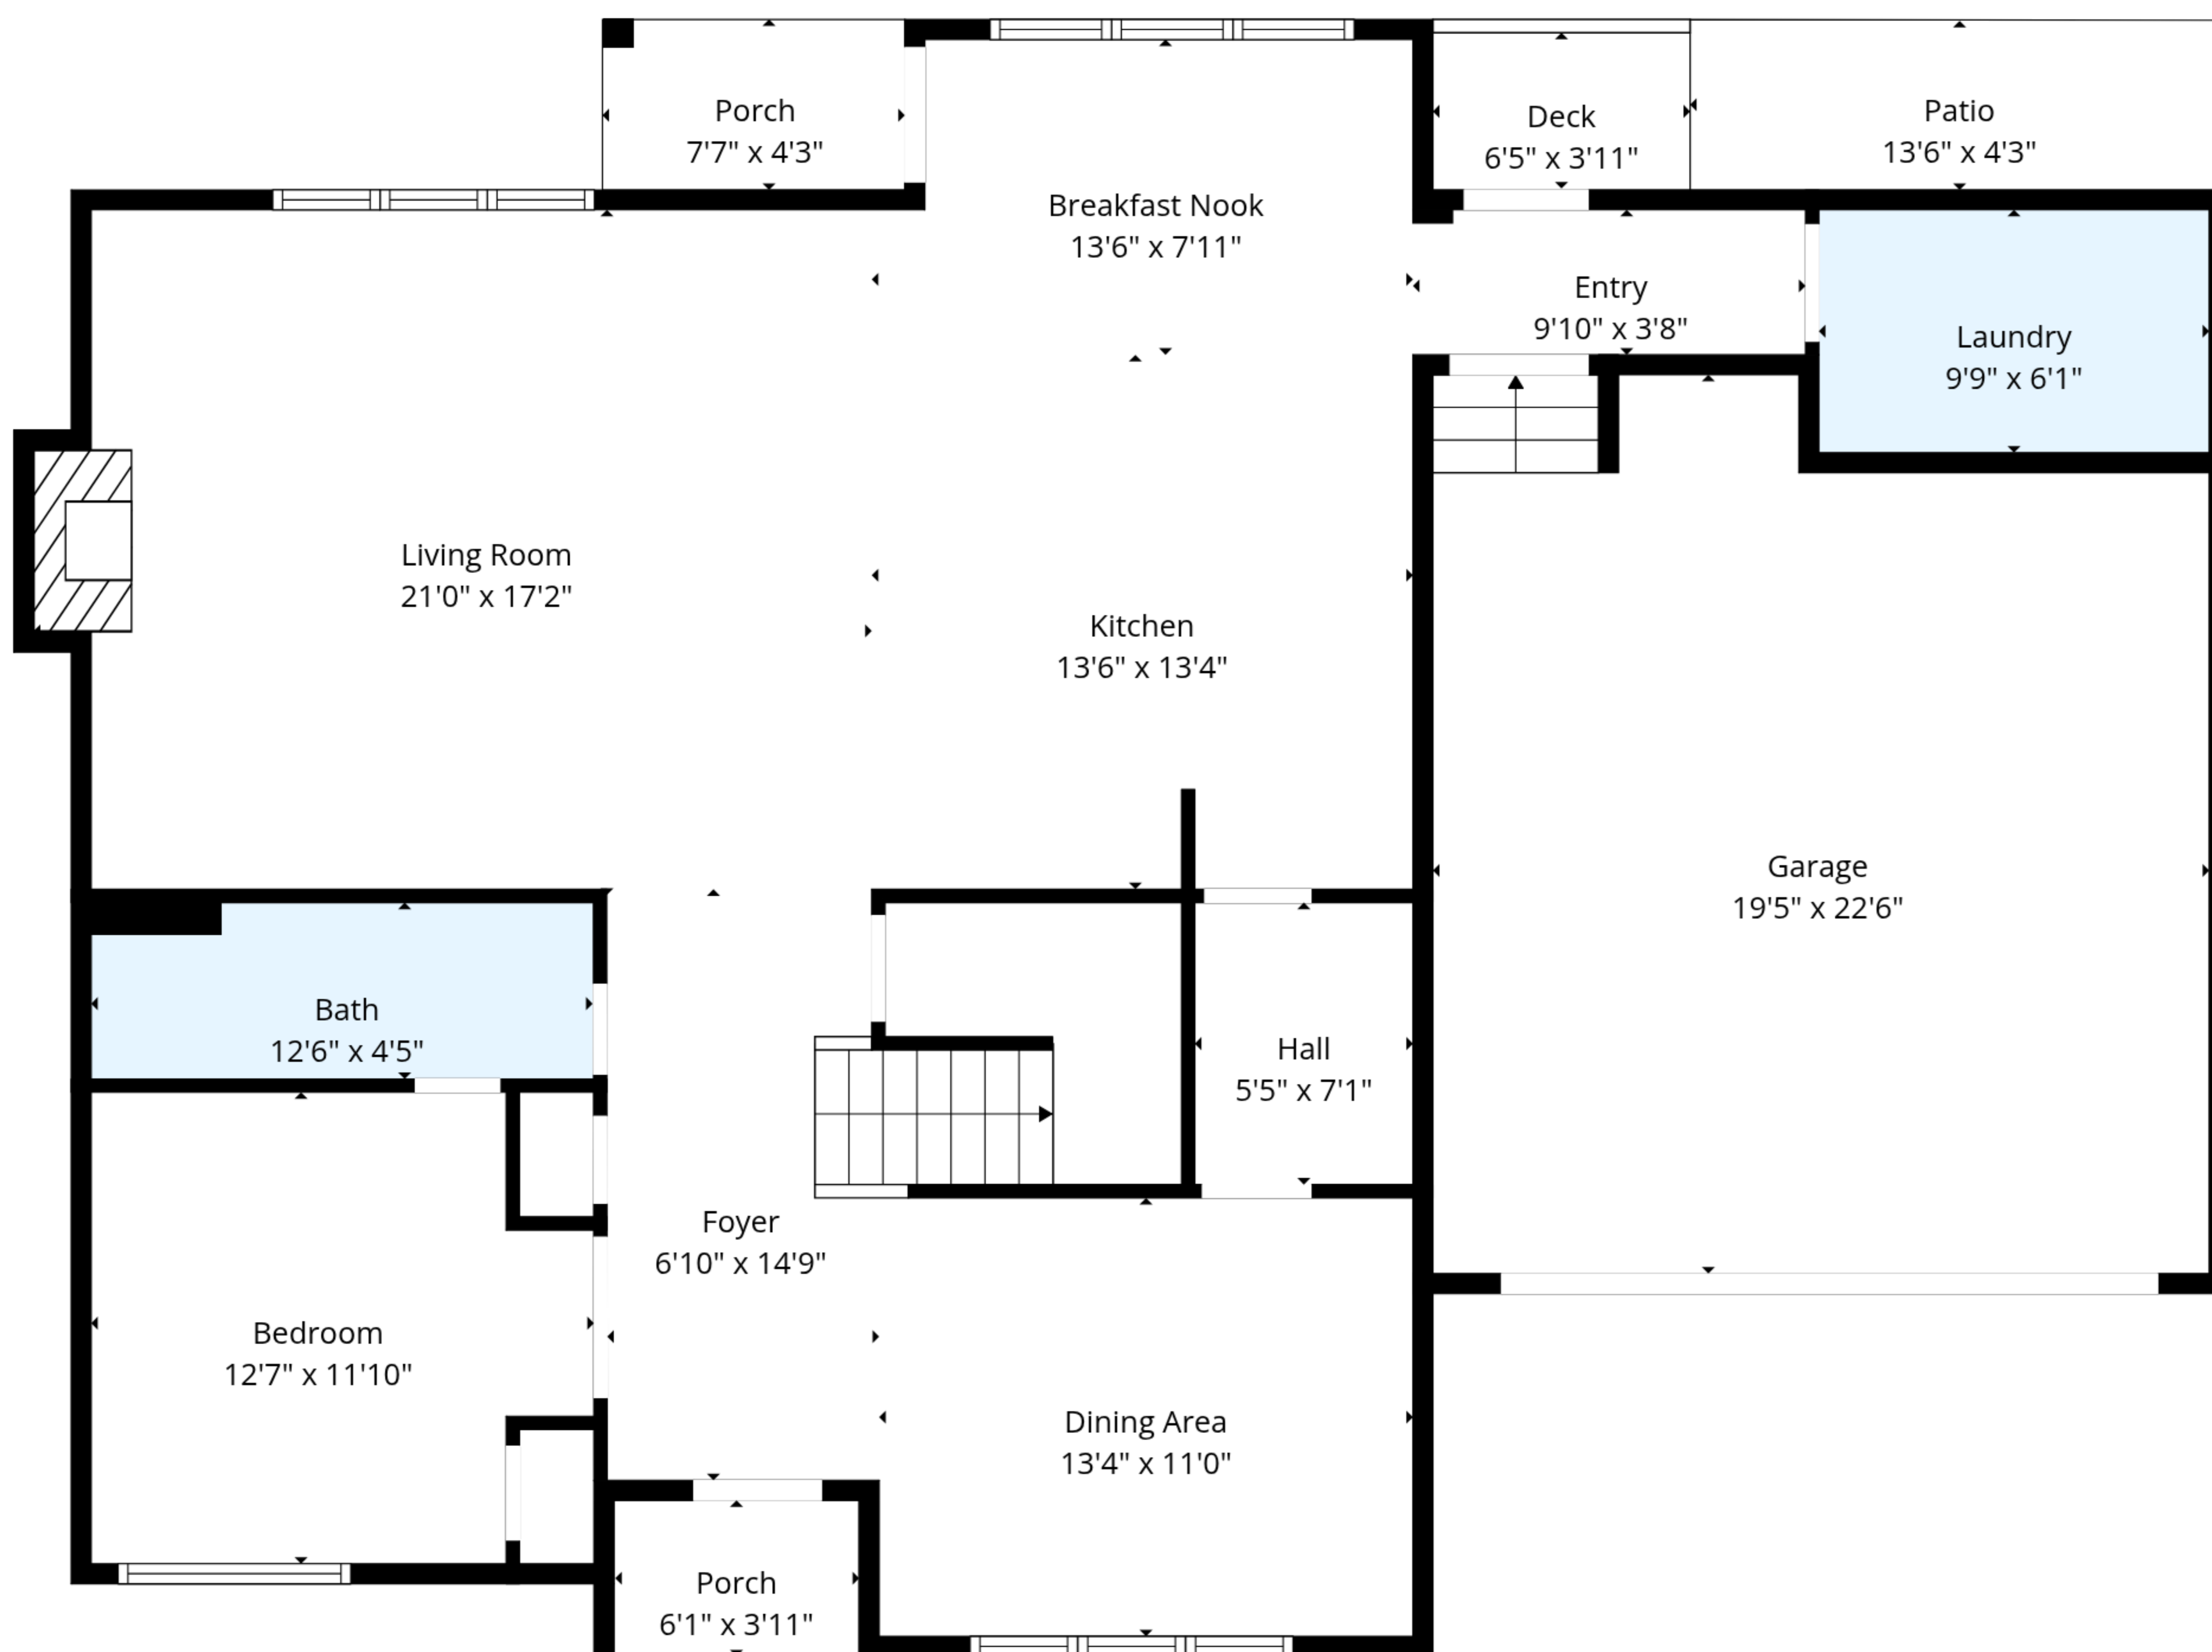 Porch
7'7" x 4'3"
Deck
6'5" x 3'11"
Patio
13'6" x 4'3"
Breakfast Nook
13'6" x 7'11"
Entry
9'10" x 3'8"
Laundry
9'9" x 6'1"
Living Room
21'0" x 17'2"
Kitchen
13'6" x 13'4"
Garage
19'5" x 22'6"
Bath
12'6" x 4'5"
Hall
5'5" x 7'1"
Foyer
6'10" x 14'9"
Bedroom
12'7" x 11'10"
Dining Area
13'4" x 11'0"
Porch
6'1" x 3'11"